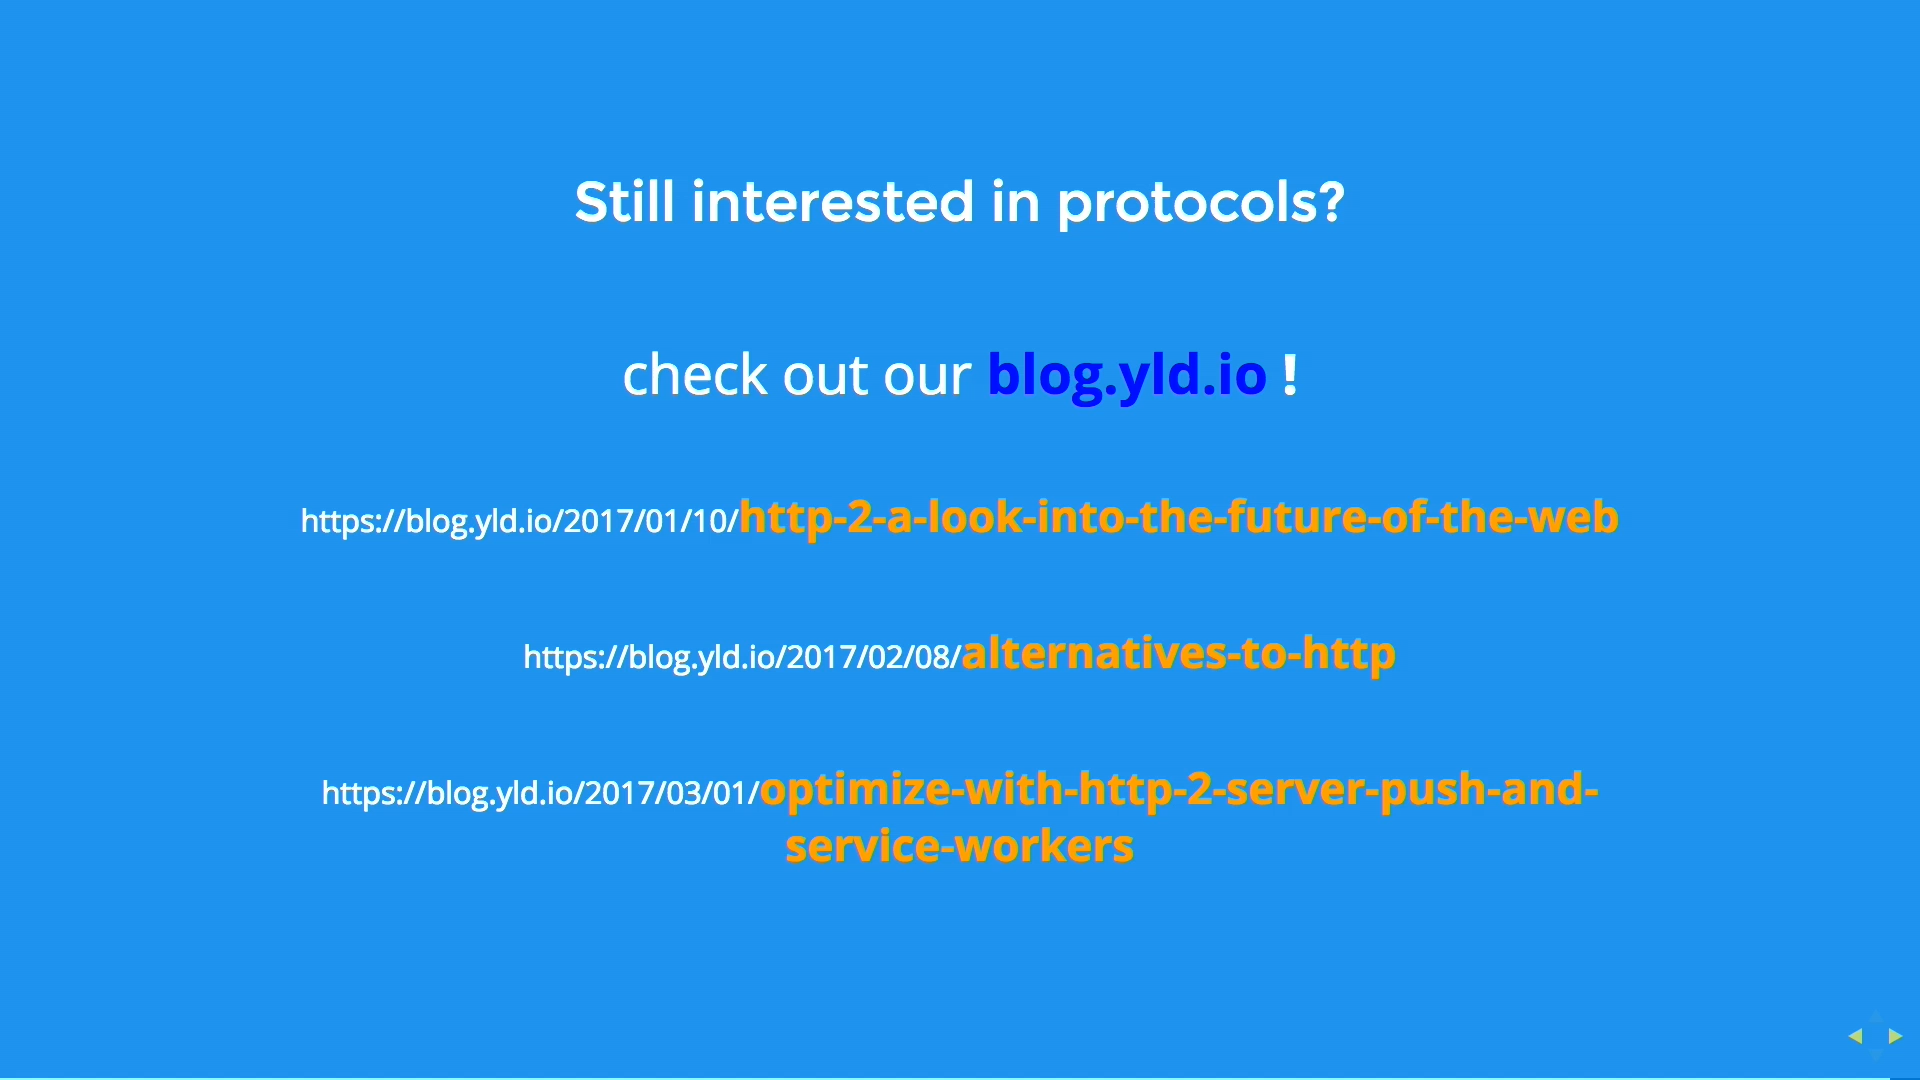 Still interested in protocols?
check out our blog.yld.io !
https://blog.yld.io/2017/01/10/http-2-a-look-into-the-future-of-the-web
https://blog.yld.io/2017/02/08/alternatives-to-http
https://blog.yld.io/2017/03/01/optimize-with-http-2-server-push-and-
service-workers